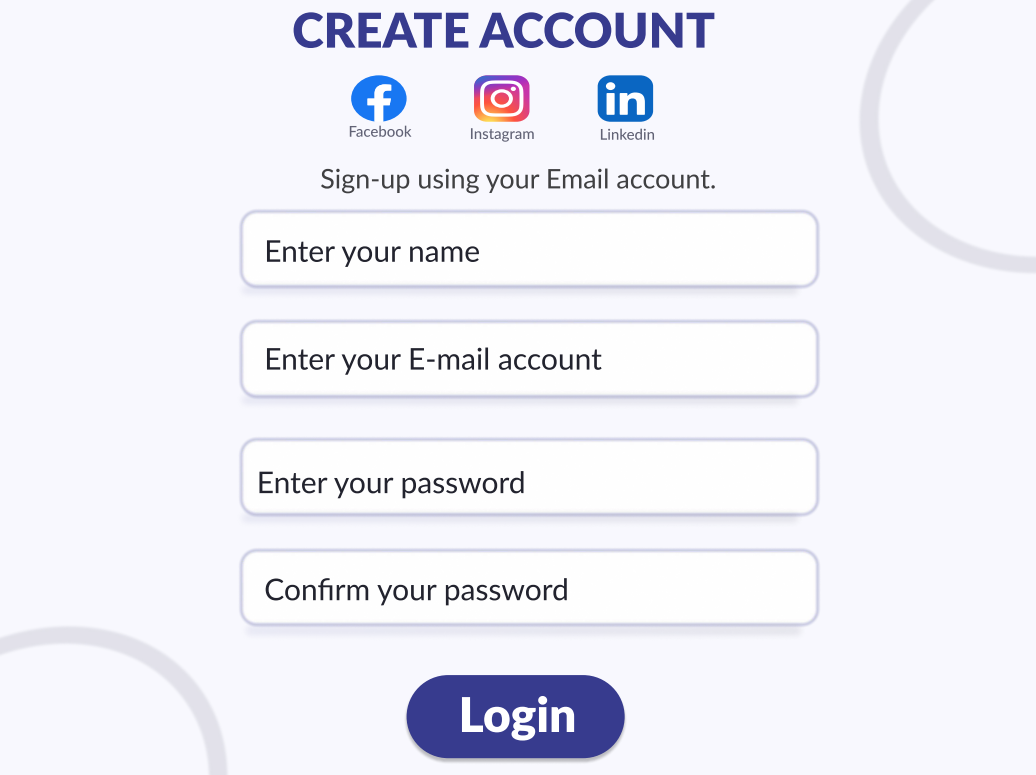 CREATE ACCOUNT
in
Facebook
Instagram
Linkedin
Sign-up using your Email account.
Enter your name
Enter your E-mail account
Enter your password
Confirm your password
Login